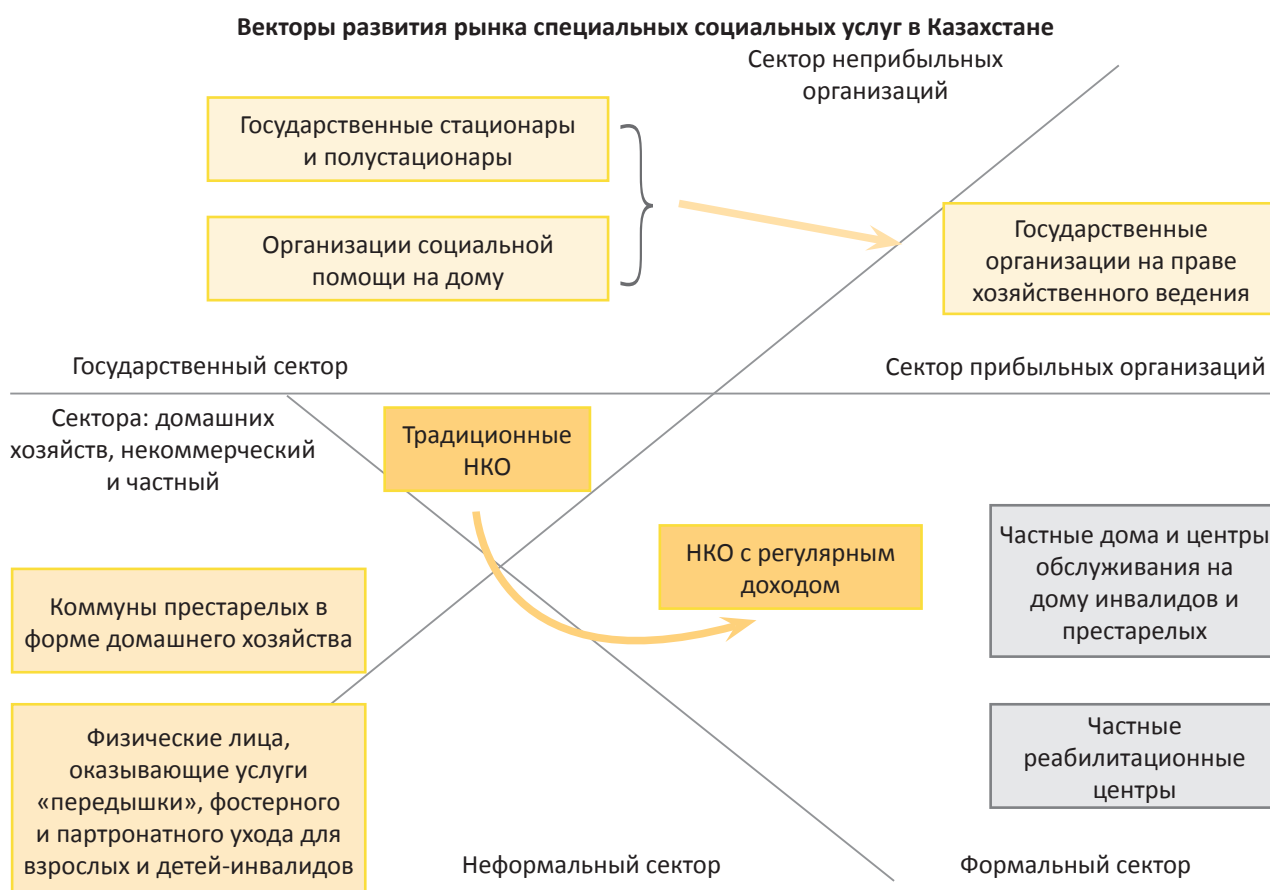 Векторы развития рынка специальных социальных услуг в Казахстане
Сектор неприбыльных
организаций
Государственные стационары
и полустационары
Организации социальной
помощи на дому
Государственные
организации на праве
хозяйственного ведения
Государственный сектор
Сектор прибыльных организаций
Сектора: домашних
хозяйств, некоммерческий
и частный
Традиционные
НКО
НКО с регулярным
доходом
Частные дома и центры
обслуживания на
дому инвалидов и
престарелых
Коммуны престарелых в
форме домашнего хозяйства
Физические лица,
оказывающие услуги
«передышки», фостерного
и партронатного ухода для
взрослых и детей-инвалидов
Частные
реабилитационные
центры
Неформальный сектор
Формальный сектор